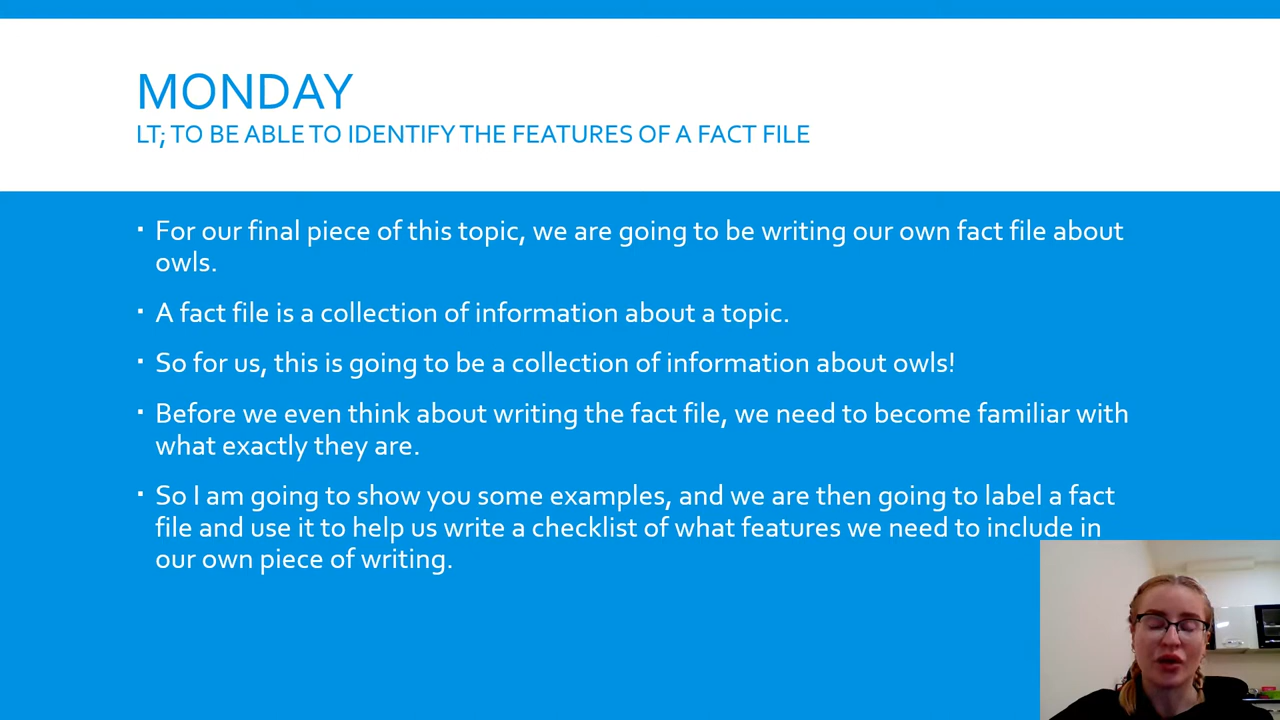 MONDAY
LT; TO BE ABLE TO IDENTIFY THE FEATURES OF A FACT FILE
▪ For our final piece of this topic, we are going to be writing our own fact file about
owls.
▪ A fact file is a collection of information about a topic.
▪ So for us, this is going to be a collection of information about owls!
▪ Before we even think about writing the fact file, we need to become familiar with
what exactly they are.
▪ So I am going to show you some examples, and we are then going to label a fact
file and use it to help us write a checklist of what features we need to include in
our own piece of writing.